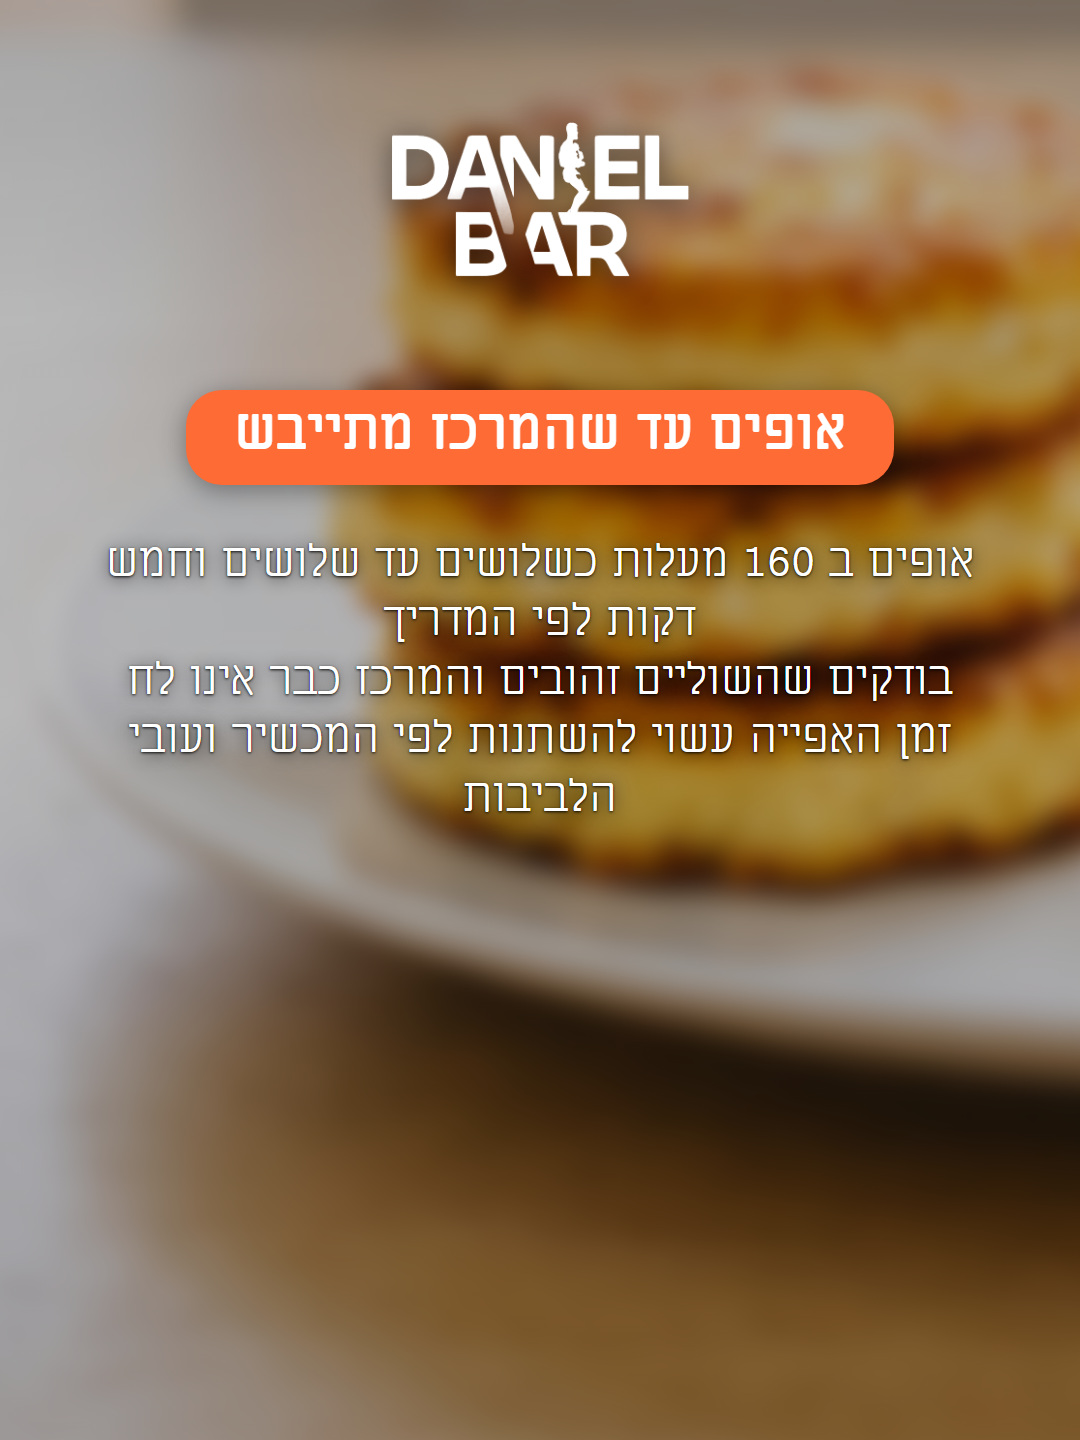 DANIEL
BAR
אופים עד שהמרכז מתייבש
אופים ב 160 מעלות כשלושים עד שלושים וחמש
דקות לפי המדריך
בודקים שהשוליים זהובים והמרכז כבר אינו לח
זמן האפייה עשוי להשתנות לפי המכשיר ועובי
הלביבות